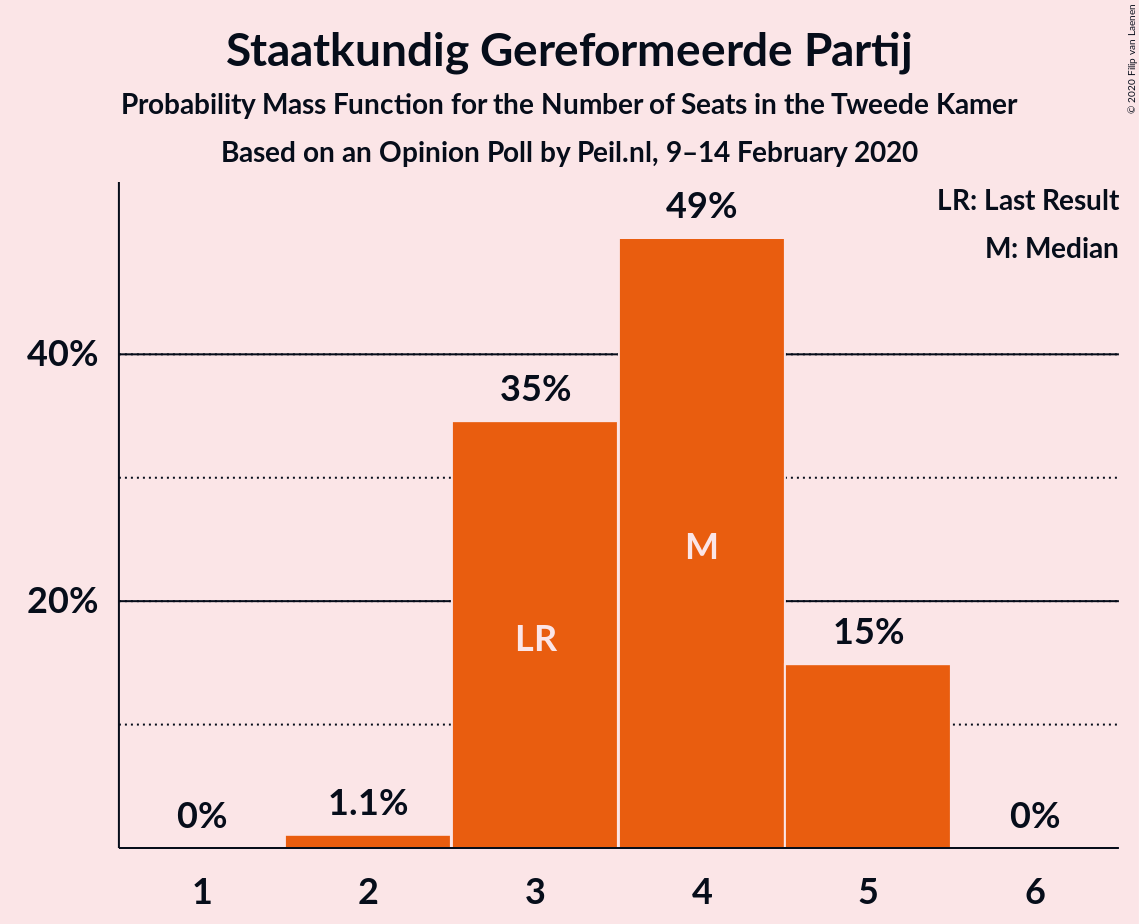 Staatkundig Gereformeerde Partij
Probability Mass Function for the Number of Seats in the Tweede Kamer
Based on an Opinion Poll by Peil.nl, 9–14 February 2020
© 2020 Filip van Laenen
LR: Last Result
M: Median
49%
40%
35%
M
20%
LR
15%
1.1%
0%
0%
1 2 3 4 5 6